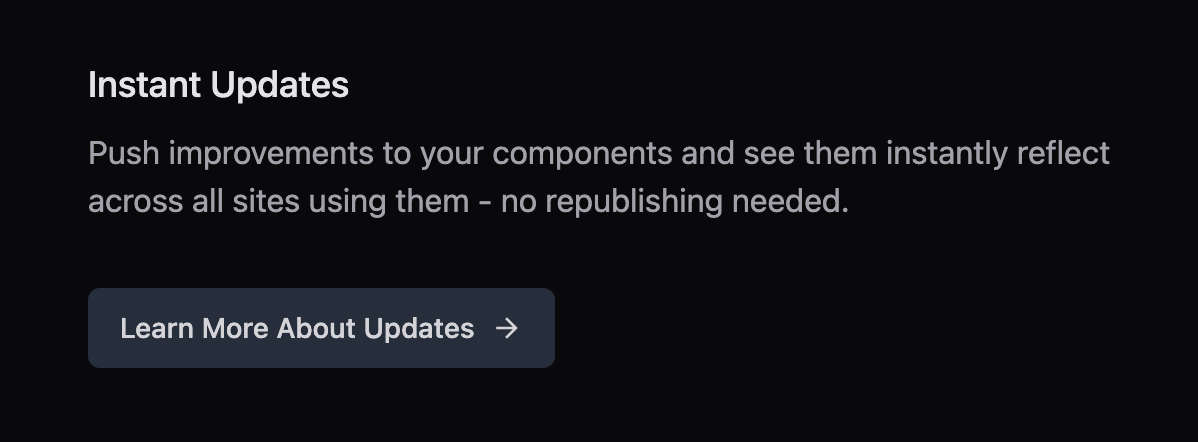 Instant Updates
Push improvements to your components and see them instantly reflect
across all sites using them - no republishing needed.
Learn More About Updates →